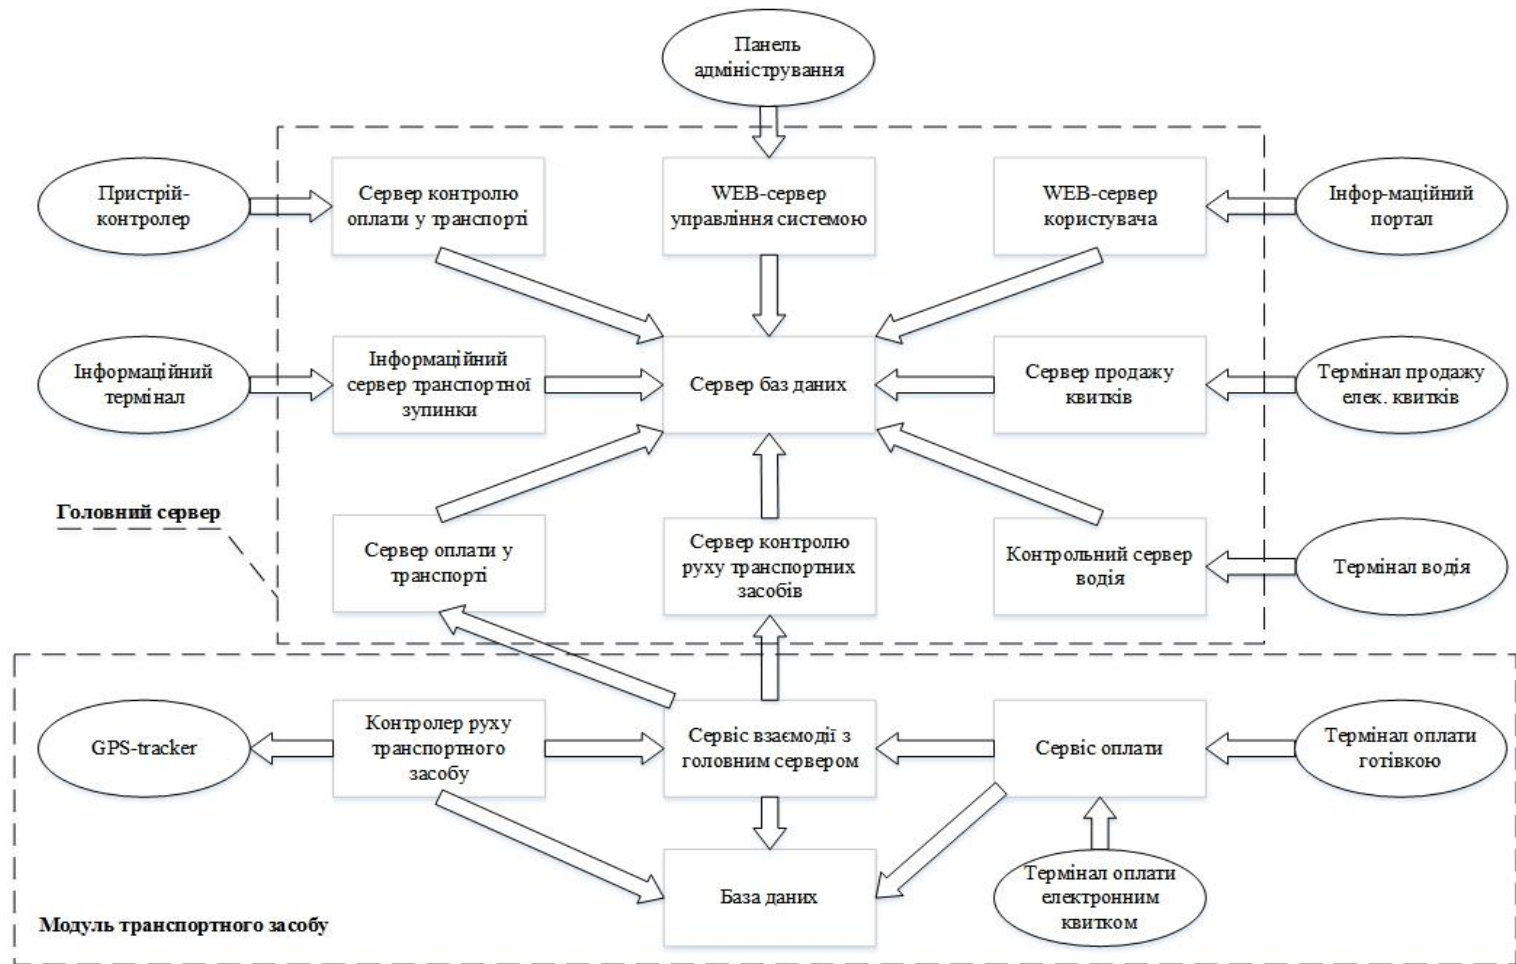 Панель
адміністрування
Пристрій-
контролер
Сервер контролю
оплати у транспорті
WEB-сервер
управління системою
WEB-сервер
користувача
Інфор-маційний
портал
Інформаційний
термінал
Інформаційний
сервер транспортної
зупинки
Сервер баз даних
Сервер продажу
квитків
Термінал продажу
елек. квитків
Головний сервер
Сервер оплати у
транспорті
Сервер контролю
руху транспортних
засобів
Контрольний сервер
водія
Термінал водія
GPS-tracker
Контролер руху
транспортного
засобу
Сервіс взаємодії з
головним сервером
Сервіс оплати
Термінал оплати
готівкою
База даних
Термінал оплати
електронним
квитком
Модуль транспортного засобу